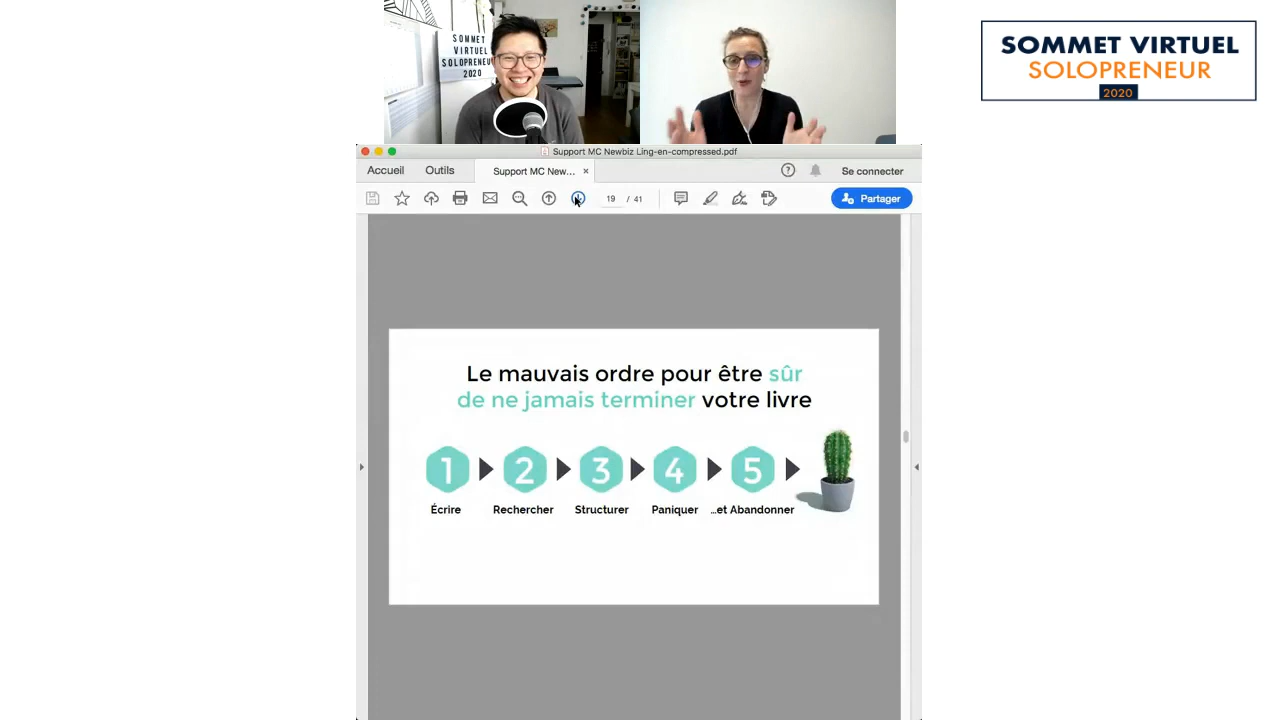 SOMMET
VIRTUEL
SOLOPRENEUR
2020
SOMMET VIRTUEL
SOLOPRENEUR
2020
Support MC Newbiz Ling-en-compressed.pdf
Accueil Outils Support MC New... × ? Se connecter
19 / 41 Partager
Le mauvais ordre pour être sûr
de ne jamais terminer votre livre
1 2 3 4 5
Écrire Rechercher Structurer Paniquer ...et Abandonner